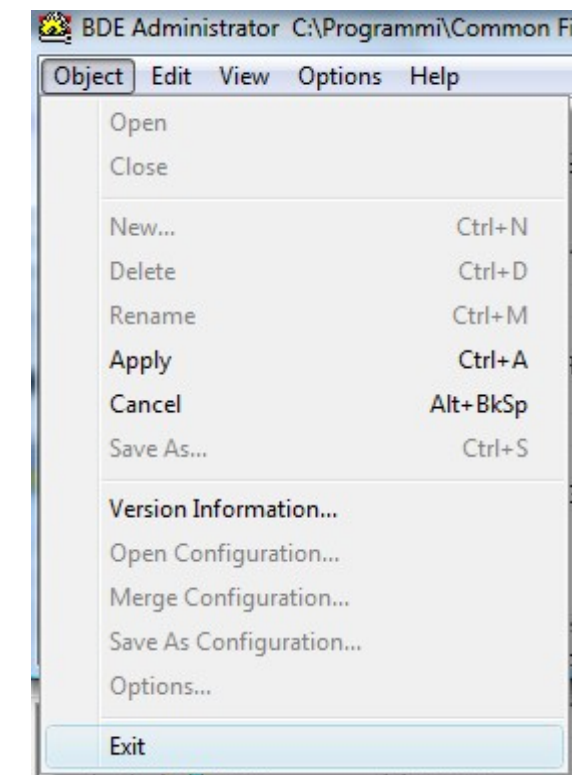 BDE Administrator C:\Programmi\Common Fi
Object Edit View Options Help
Open
Close
New... Ctrl+N
Delete Ctrl+D
Rename Ctrl+M
Apply Ctrl+A
Cancel Alt+BkSp
Save As... Ctrl+S
Version Information...
Open Configuration...
Merge Configuration...
Save As Configuration...
Options...
Exit